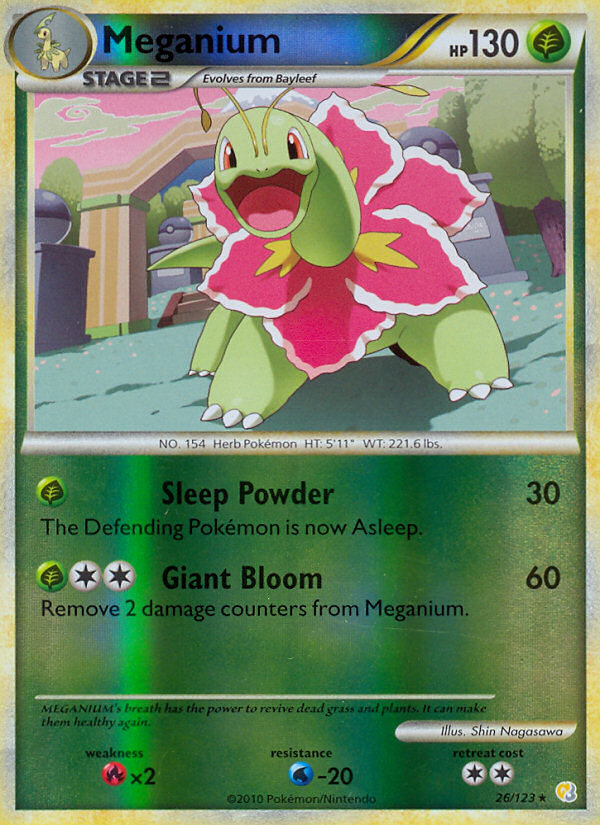 Meganium
HP 130
STAGE 2
Evolves from Bayleef
NO. 154 Herb Pokémon HT: 5'11" WT: 221.6 lbs.
Sleep Powder 30
The Defending Pokémon is now Asleep.
Giant Bloom 60
Remove 2 damage counters from Meganium.
MEGANIUM's breath has the power to revive dead grass and plants. It can make
them healthy again.
Illus. Shin Nagasawa
weakness resistance retreat cost
×2 -20
©2010 Pokémon/Nintendo 26/123 ★